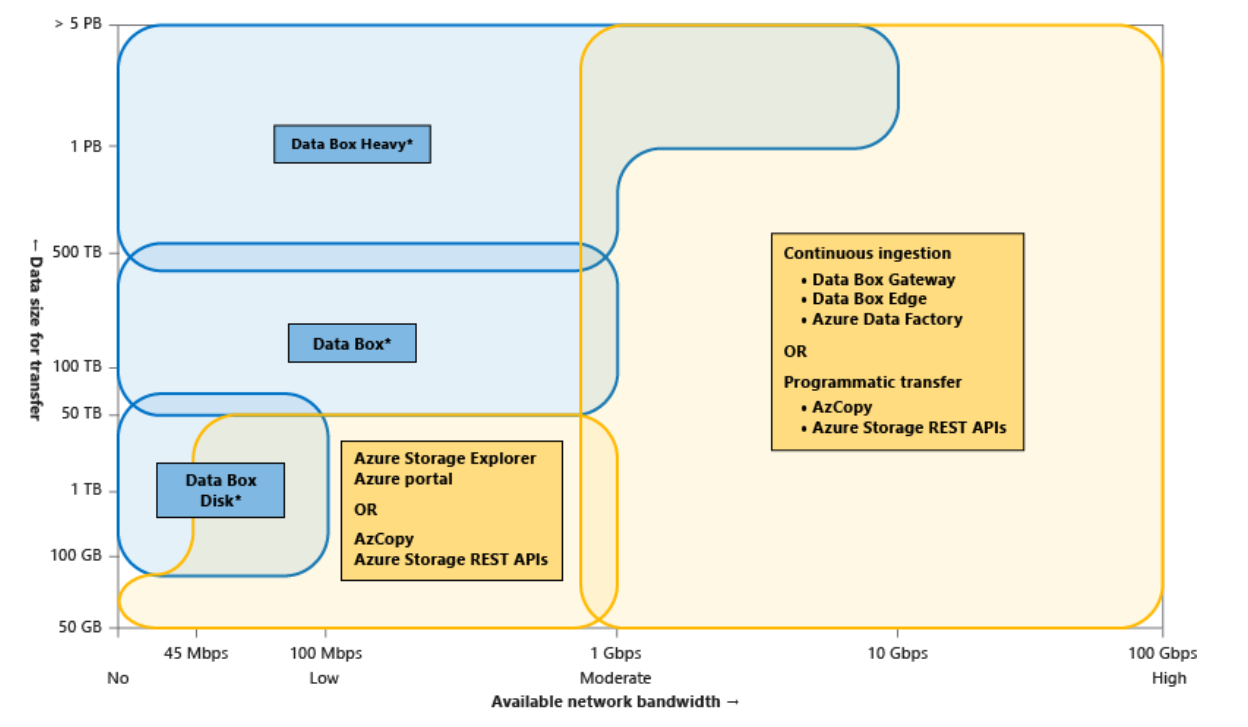 > 5 PB
1 PB
500 TB
100 TB
50 TB
1 TB
100 GB
50 GB
← Data size for transfer
Data Box Heavy*
Data Box*
Data Box
Disk*
Azure Storage Explorer
Azure portal
OR
AzCopy
Azure Storage REST APIs
Continuous ingestion
• Data Box Gateway
• Data Box Edge
• Azure Data Factory
OR
Programmatic transfer
• AzCopy
• Azure Storage REST APIs
45 Mbps
100 Mbps
1 Gbps
10 Gbps
100 Gbps
No
Low
Moderate
High
Available network bandwidth →